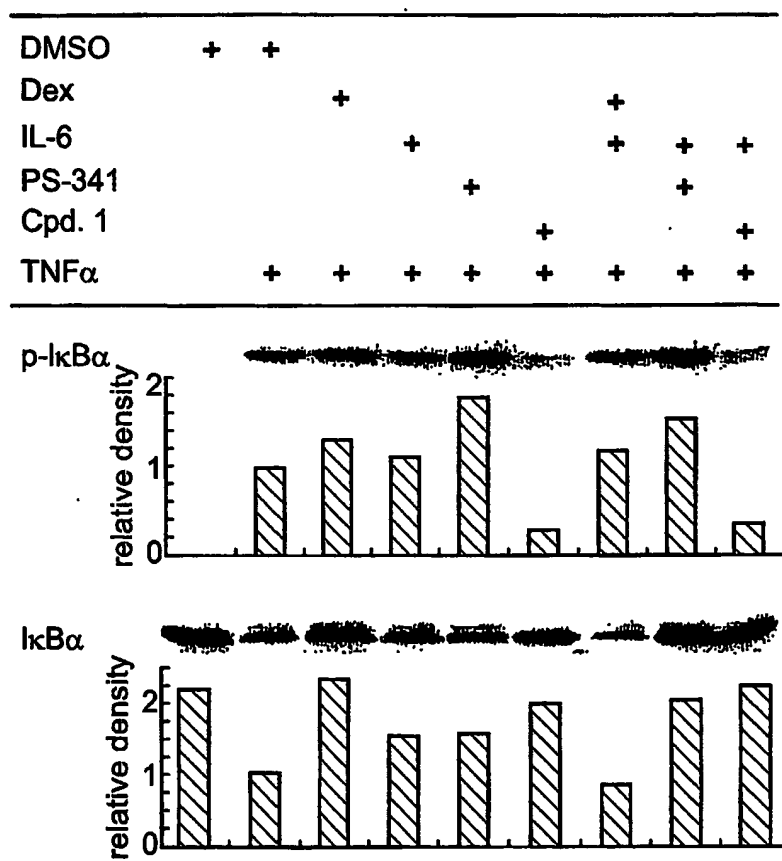 DMSO + +
Dex + +
IL-6 + + + +
PS-341 + +
Cpd. 1 + +
TNFα + + + + + + + +
p-IκBα
relative density
2
1
0
IκBα
relative density
2
1
0